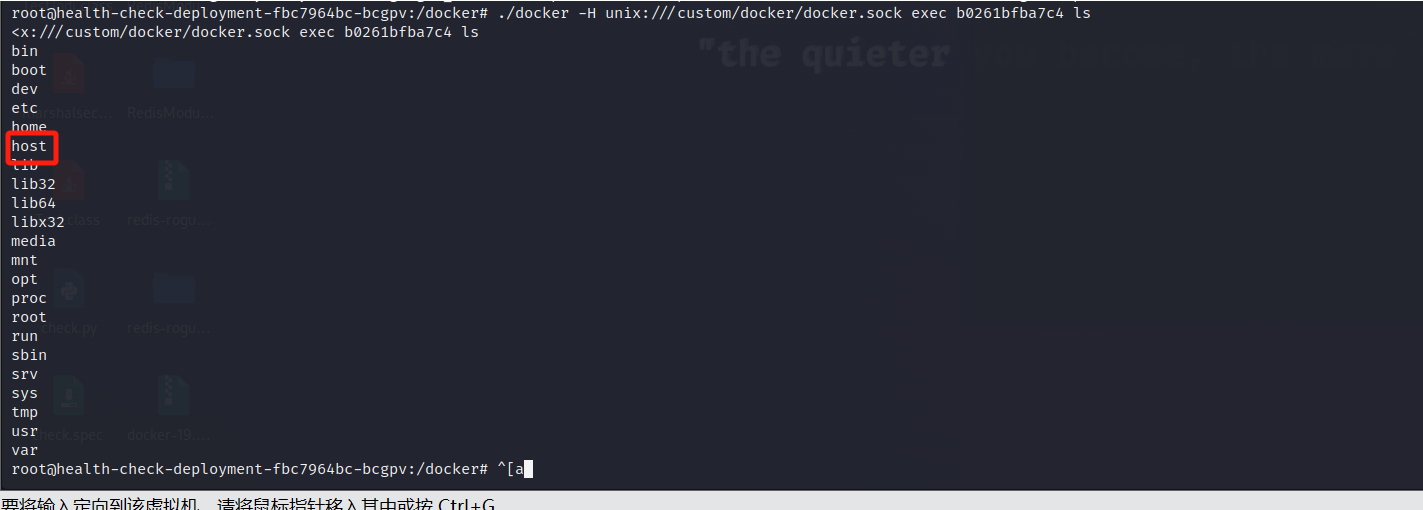 root@health-check-deployment-fbc7964bc-bcgpv:/docker# ./docker -H unix:///custom/docker/docker.sock exec b0261bfba7c4 ls
<x:///custom/docker/docker.sock exec b0261bfba7c4 ls
"the quieter
bin
boot
dev
etc
home
host
lib
lib32
lib64
libx32
media
mnt
opt
proc
root
run
sbin
srv
sys
tmp
usr
var
RedisModu...
redis-rogu...
check.py
redis-rogu...
docker-19....
root@health-check-deployment-fbc7964bc-bcgpv:/docker# ^[a
要将输入定向到该虚拟机，请将鼠标指针移入其中或按 Ctrl+G